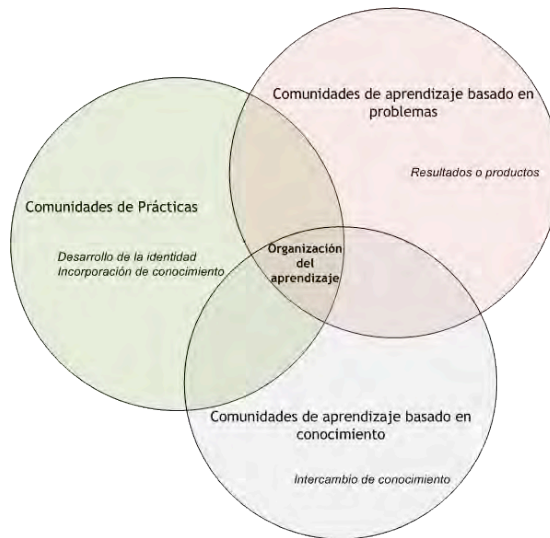 Comunidades de aprendizaje basado en
problemas
Resultados o productos
Comunidades de Prácticas
Desarrollo de la identidad
Incorporación de conocimiento
Organización
del
aprendizaje
Comunidades de aprendizaje basado en
conocimiento
Intercambio de conocimiento